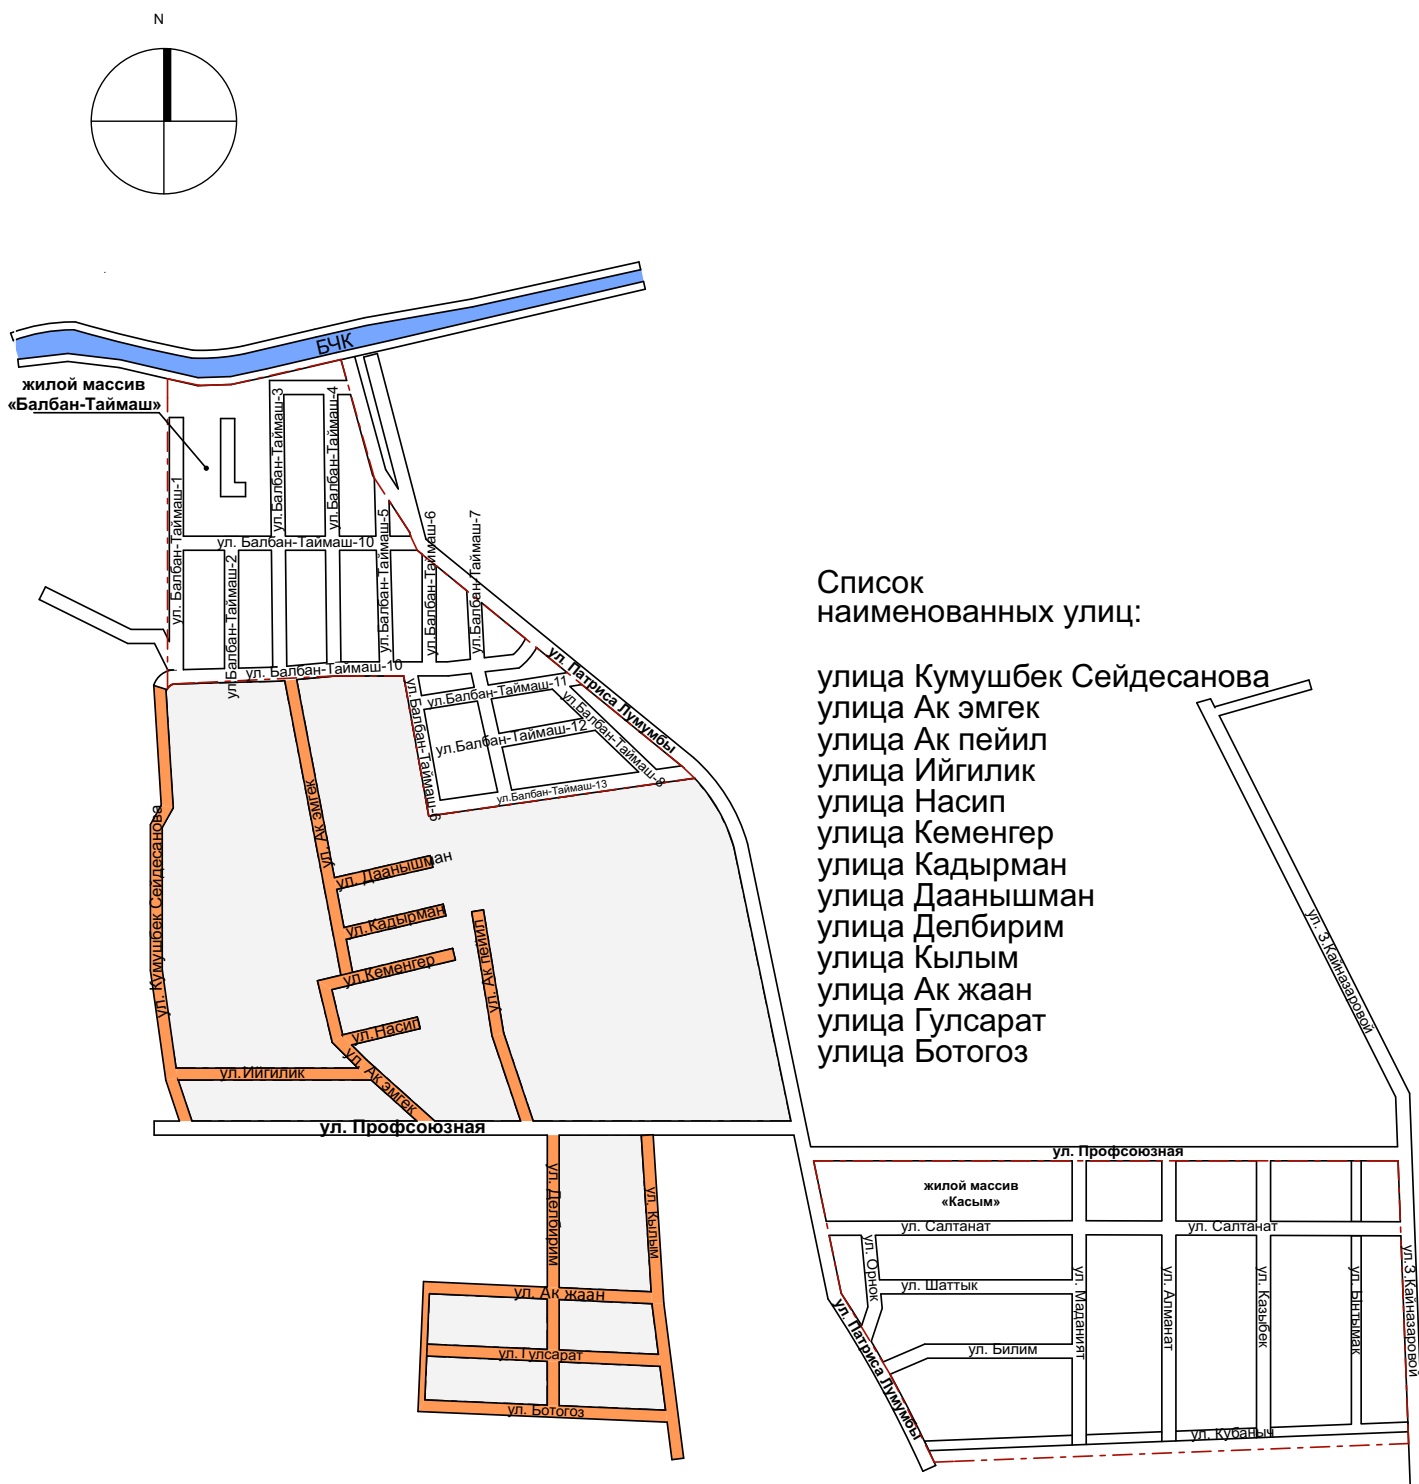 N
БЧК
жилой массив
«Балбан-Таймаш»
ул. Балбан-Таймаш-1
ул.Балбан-Таймаш-2
ул.Балбан-Таймаш-3
ул.Балбан-Таймаш-4
ул.Балбан-Таймаш-5
ул.Балбан-Таймаш-6
ул.Балбан-Таймаш-7
ул. Балбан-Таймаш-10
ул. Балбан-Таймаш-10
ул.Балбан-Таймаш-11
ул.Балбан-Таймаш-12
ул.Балбан-Таймаш-13
ул.Балбан-Таймаш-8
ул.Балбан-Таймаш-6
ул. Патриса Лумумбы
Список
наименованных улиц:
улица Кумушбек Сейдесанова
улица Ак эмгек
улица Ак пейил
улица Ийгилик
улица Насип
улица Кеменгер
улица Кадырман
улица Даанышман
улица Делбирим
улица Кылым
улица Ак жаан
улица Гулсарат
улица Ботогоз
ул. Кумушбек Сейдесанова
ул. Ак эмгек
ул. Даанышман
ул.Кадырман
ул.Кеменгер
ул.Насип
ул. Ак пейил
ул.Ийгилик
ул. Ак эмгек
ул. Профсоюзная
ул. З.Кайназаровой
ул. Профсоюзная
жилой массив
«Касым»
ул. Салтанат
ул. Салтанат
ул. Орнок
ул. Шаттык
ул. Билим
ул. Маданият
ул. Алманат
ул. Казыбек
ул. Ынтымак
ул.З.Кайназаровой
ул. Патриса Лумумбы
ул. Кубаныч
ул. Делбирим
ул. Кылым
ул. Ак жаан
ул. Гулсарат
ул. Ботогоз